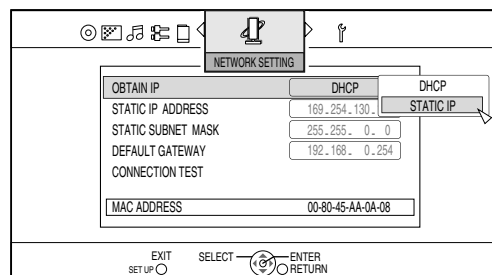 NETWORK SETTING
OBTAIN IP DHCP DHCP
STATIC IP
STATIC IP ADDRESS 169.254.130.
STATIC SUBNET MASK 255.255. 0. 0
DEFAULT GATEWAY 192.168. 0.254
CONNECTION TEST
MAC ADDRESS 00-80-45-AA-0A-08
EXIT SELECT ENTER
SET UP RETURN